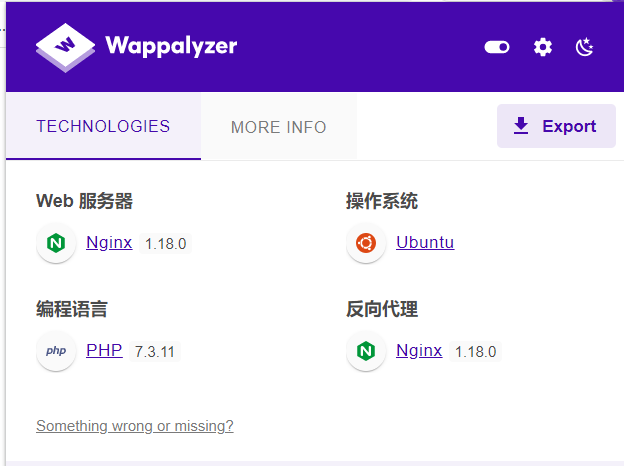 Wappalyzer
TECHNOLOGIES
MORE INFO
Export
Web 服务器
操作系统
Nginx 1.18.0
Ubuntu
编程语言
反向代理
php PHP 7.3.11
Nginx 1.18.0
Something wrong or missing?